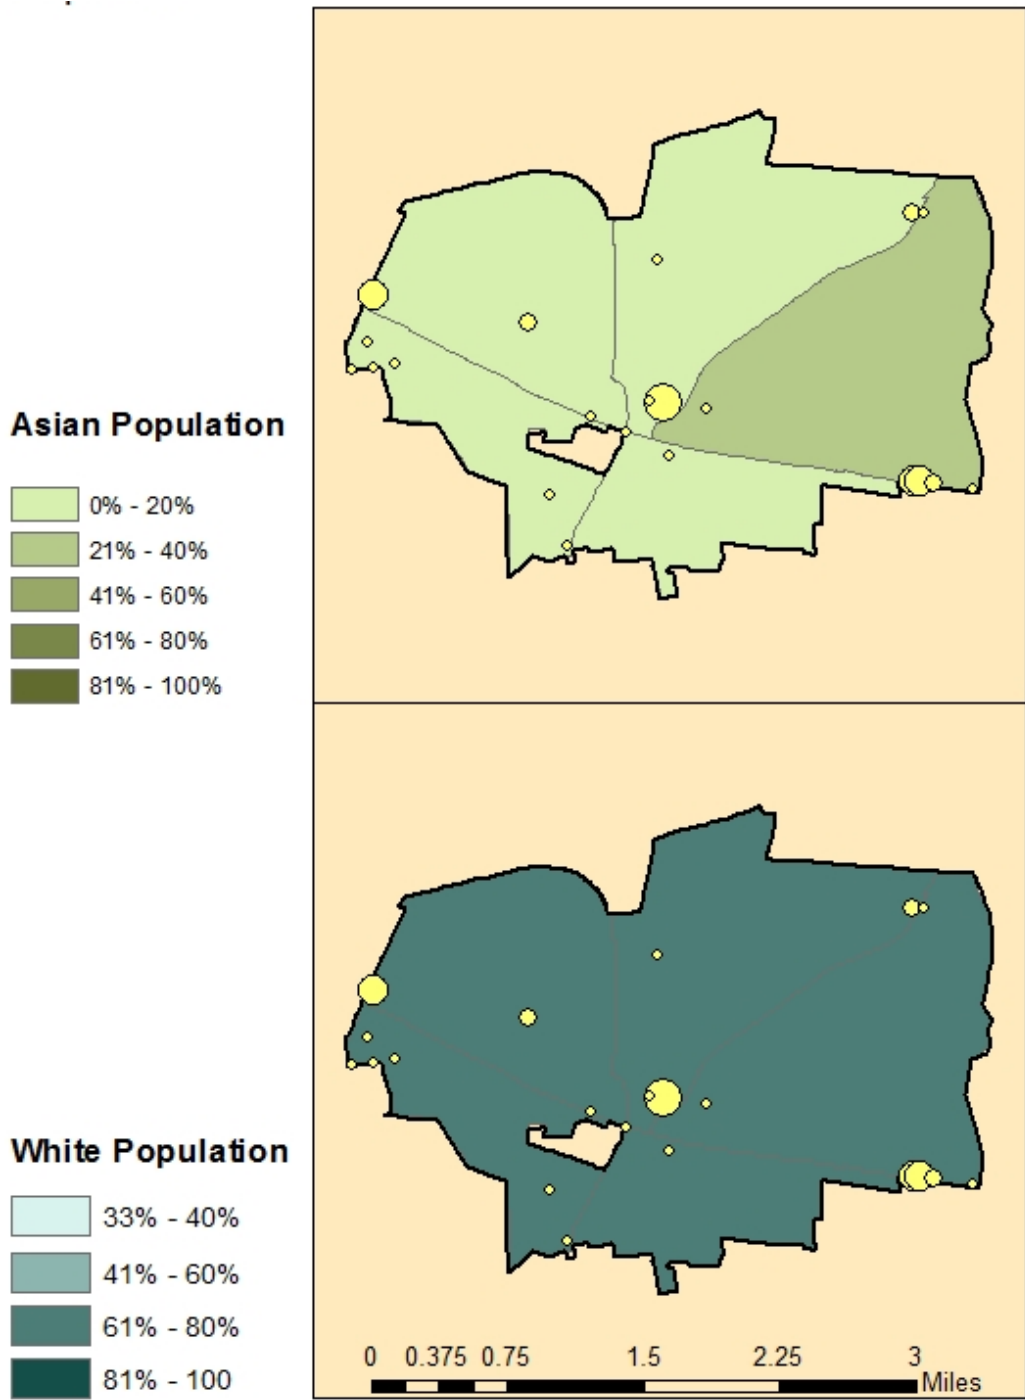 Asian Population
0% - 20%
21% - 40%
41% - 60%
61% - 80%
81% - 100%
White Population
33% - 40%
41% - 60%
61% - 80%
81% - 100
0 0.375 0.75 1.5 2.25 3
Miles